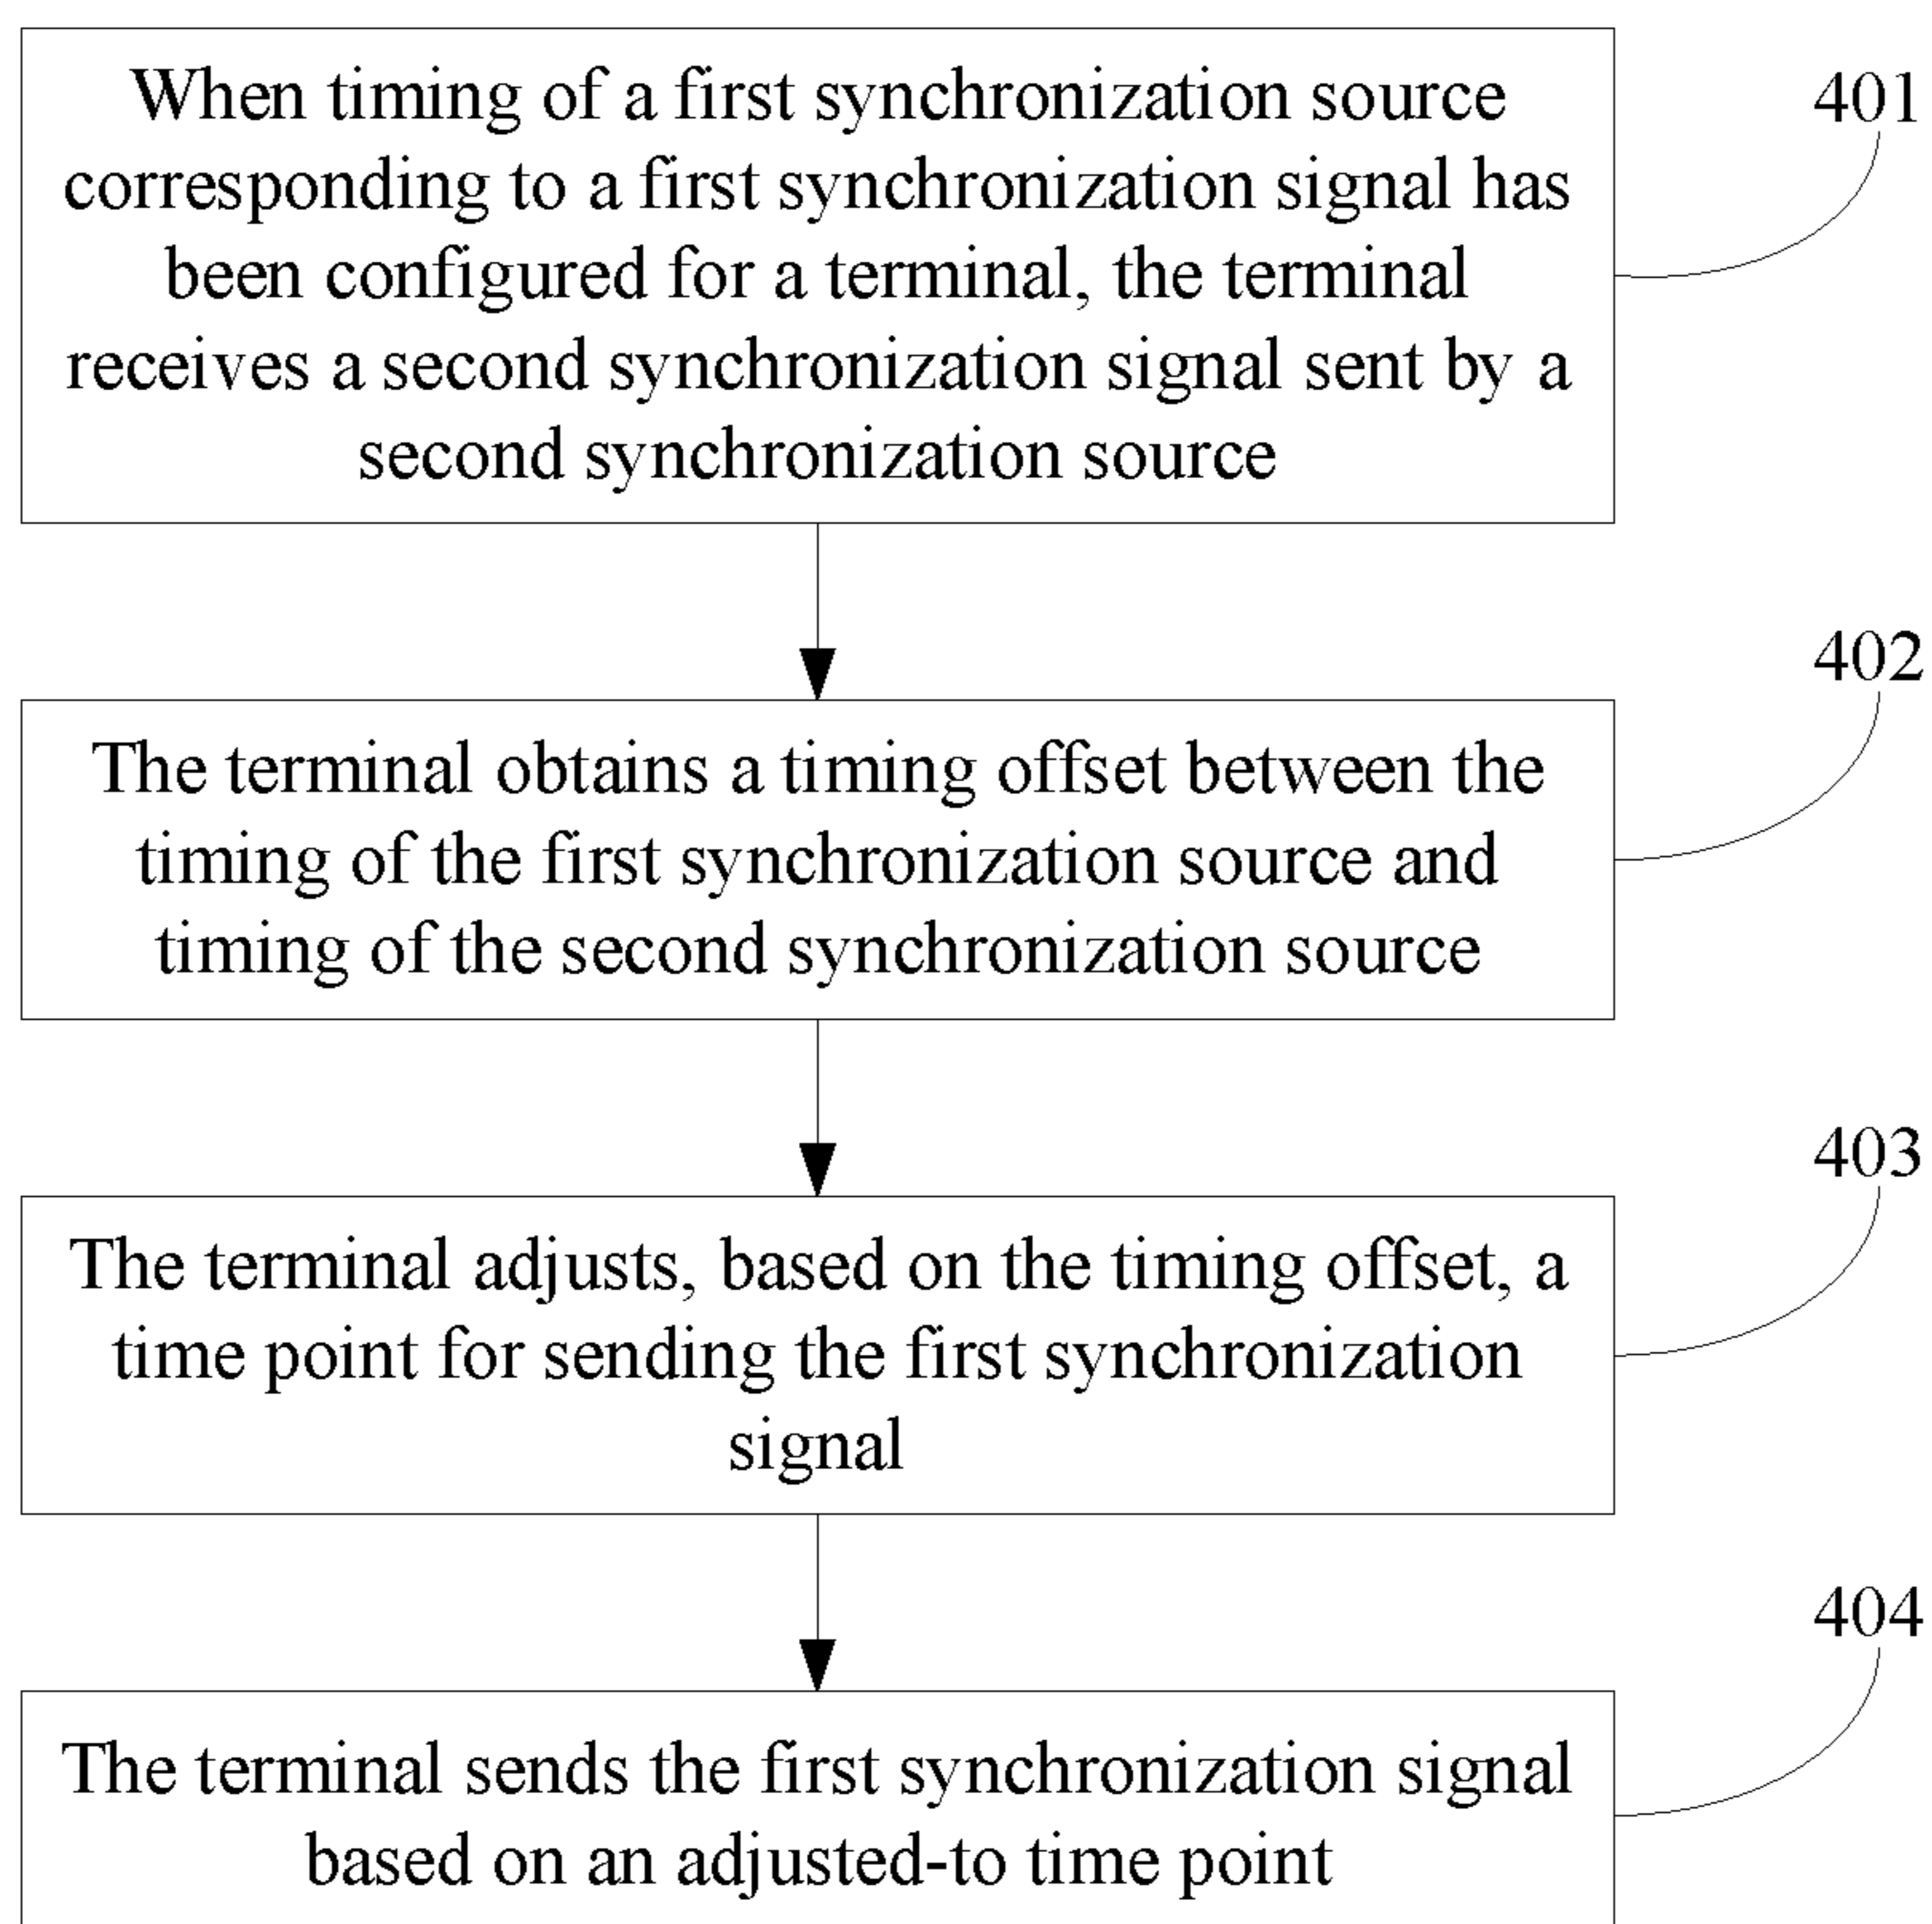 When timing of a first synchronization source
corresponding to a first synchronization signal has
been configured for a terminal, the terminal
receives a second synchronization signal sent by a
second synchronization source
401
The terminal obtains a timing offset between the
timing of the first synchronization source and
timing of the second synchronization source
402
The terminal adjusts, based on the timing offset, a
time point for sending the first synchronization
signal
403
The terminal sends the first synchronization signal
based on an adjusted-to time point
404